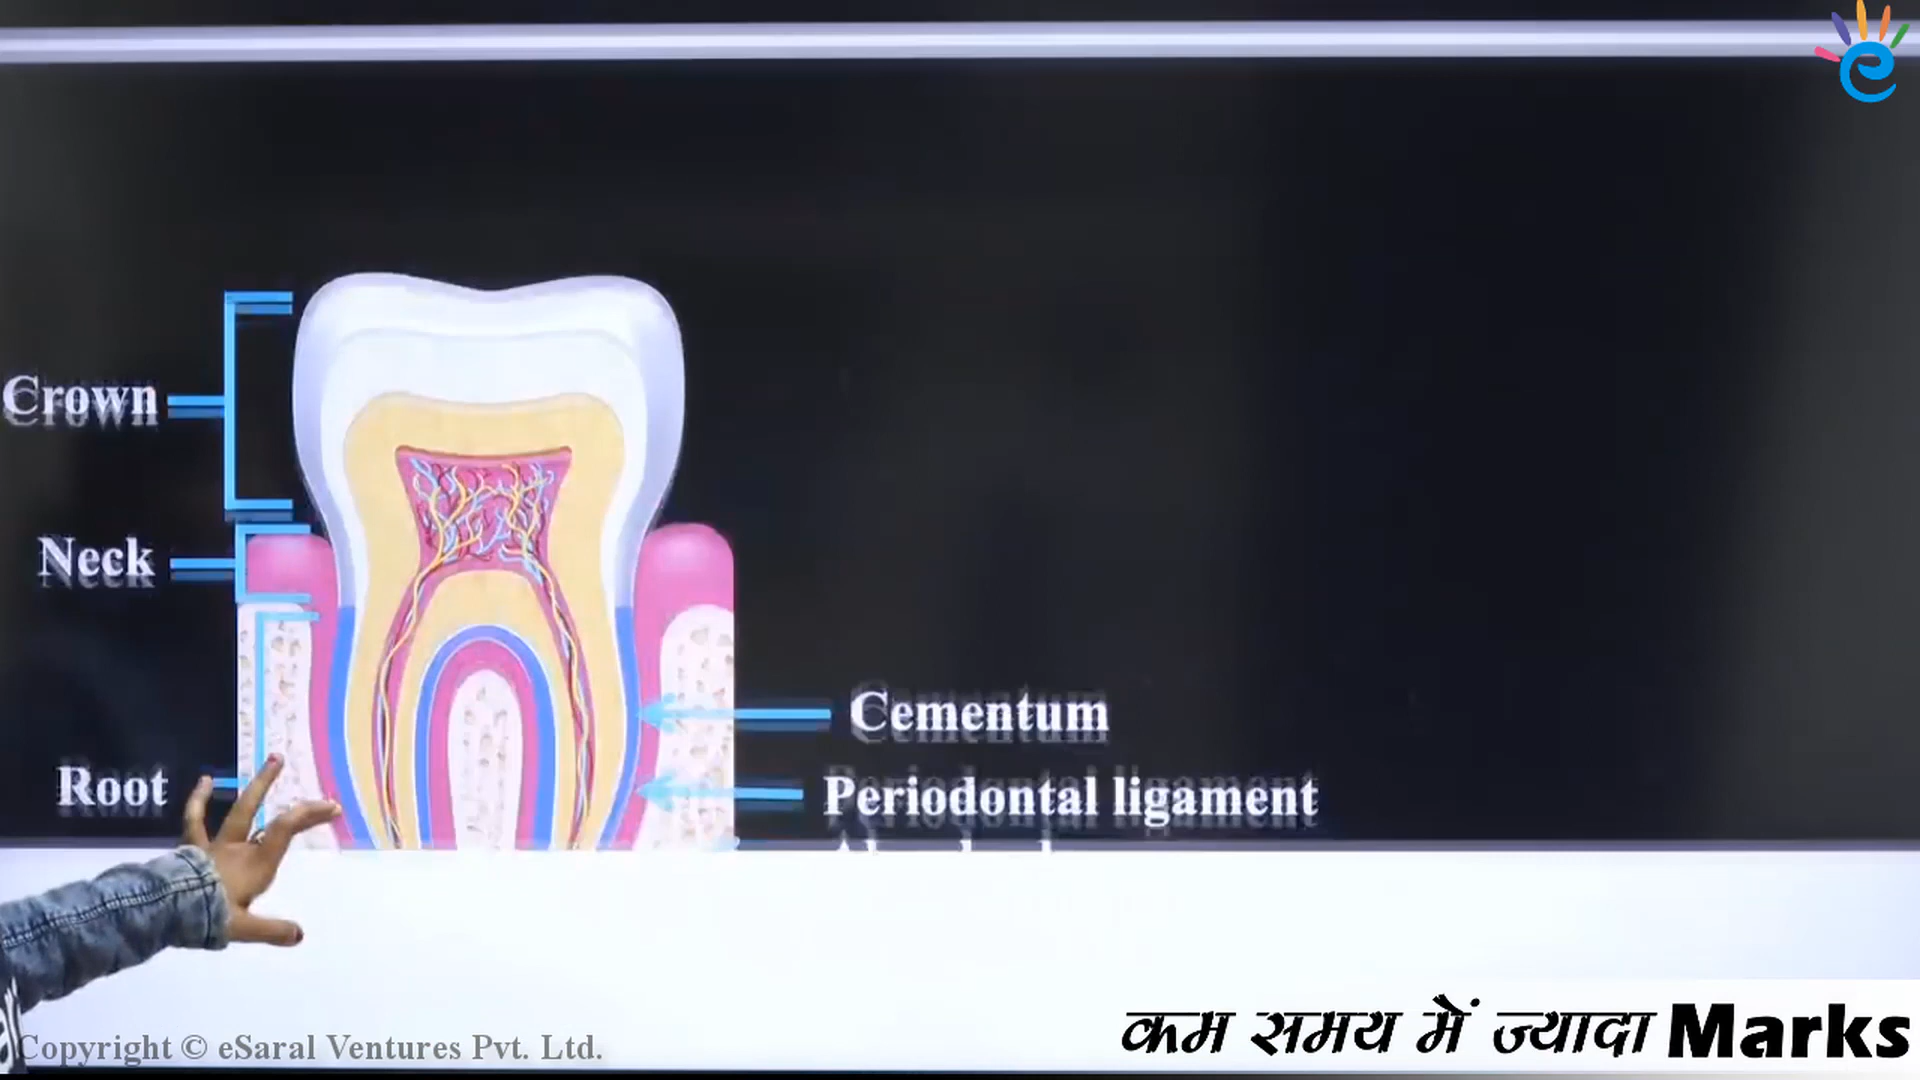 Crown
Neck
Root
Cementum
Periodontal ligament
कम समय में ज्यादा Marks
Copyright © eSaral Ventures Pvt. Ltd.